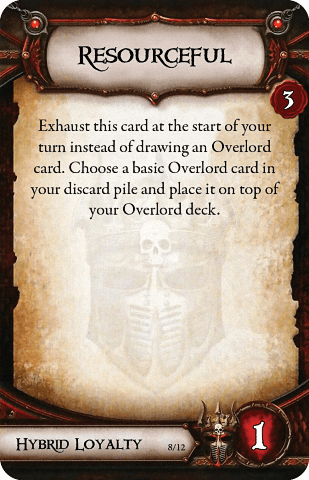 Resourceful
3
Exhaust this card at the start of your
turn instead of drawing an Overlord
card. Choose a basic Overlord card in
your discard pile and place it on top of
your Overlord deck.
Hybrid Loyalty 8/12 1